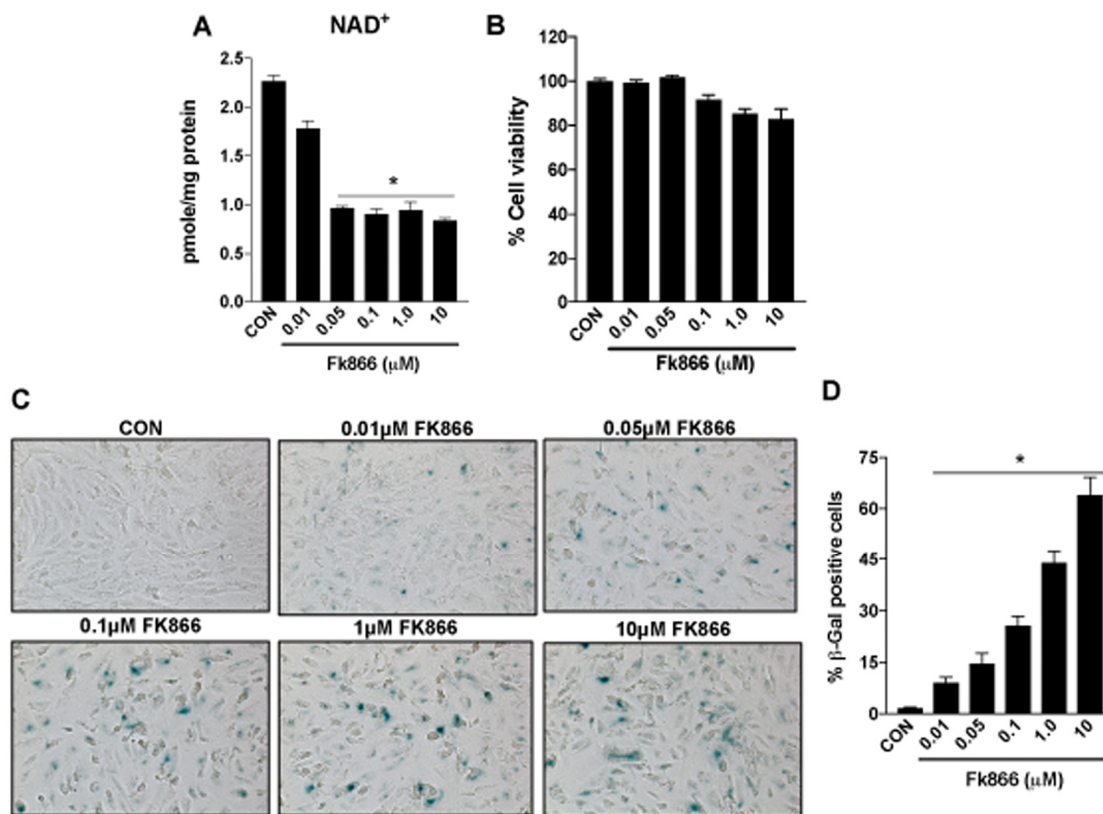 A
NAD+
pmole/mg protein
2.5
2.0
1.5
1.0
0.5
0.0
*
CON
0.01
0.05
0.1
1.0
10
Fk866 (µM)
B
% Cell viability
120
100
80
60
40
20
0
CON
0.01
0.05
0.1
1.0
10
Fk866 (µM)
C
CON
0.01µM FK866
0.05µM FK866
0.1µM FK866
1µM FK866
10µM FK866
D
% β-Gal positive cells
75
60
45
30
15
0
*
CON
0.01
0.05
0.1
1.0
10
Fk866 (µM)